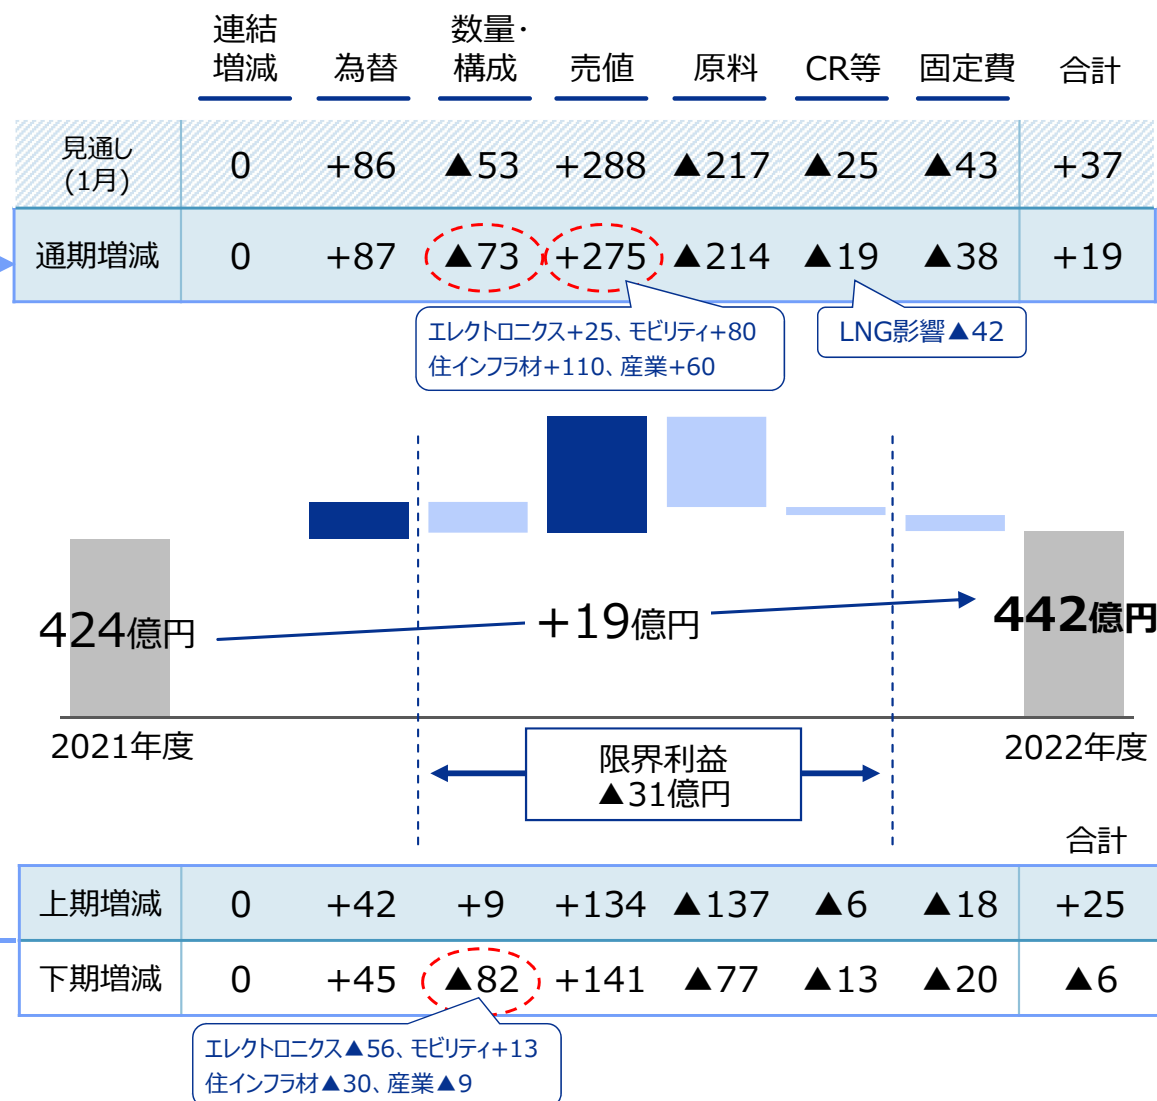 連結
増減 為替 数量・
構成 売値 原料 CR等 固定費 合計
見通し
(1月) 0 +86 ▲53 +288 ▲217 ▲25 ▲43 +37
通期増減 0 +87 ▲73 +275 ▲214 ▲19 ▲38 +19
エレクトロニクス+25、モビリティ+80
住インフラ材+110、産業+60
LNG影響▲42
424億円 +19億円 442億円
2021年度 2022年度
限界利益
▲31億円
合計
上期増減 0 +42 +9 +134 ▲137 ▲6 ▲18 +25
下期増減 0 +45 ▲82 +141 ▲77 ▲13 ▲20 ▲6
エレクトロニクス▲56、モビリティ+13
住インフラ材▲30、産業▲9